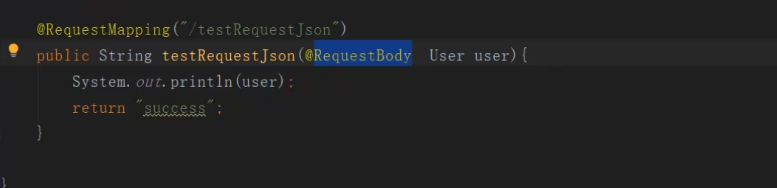 @RequestMapping("/testRequestJson")
public String testRequestJson(@RequestBody User user){
System.out.println(user);
return "success";
}
}